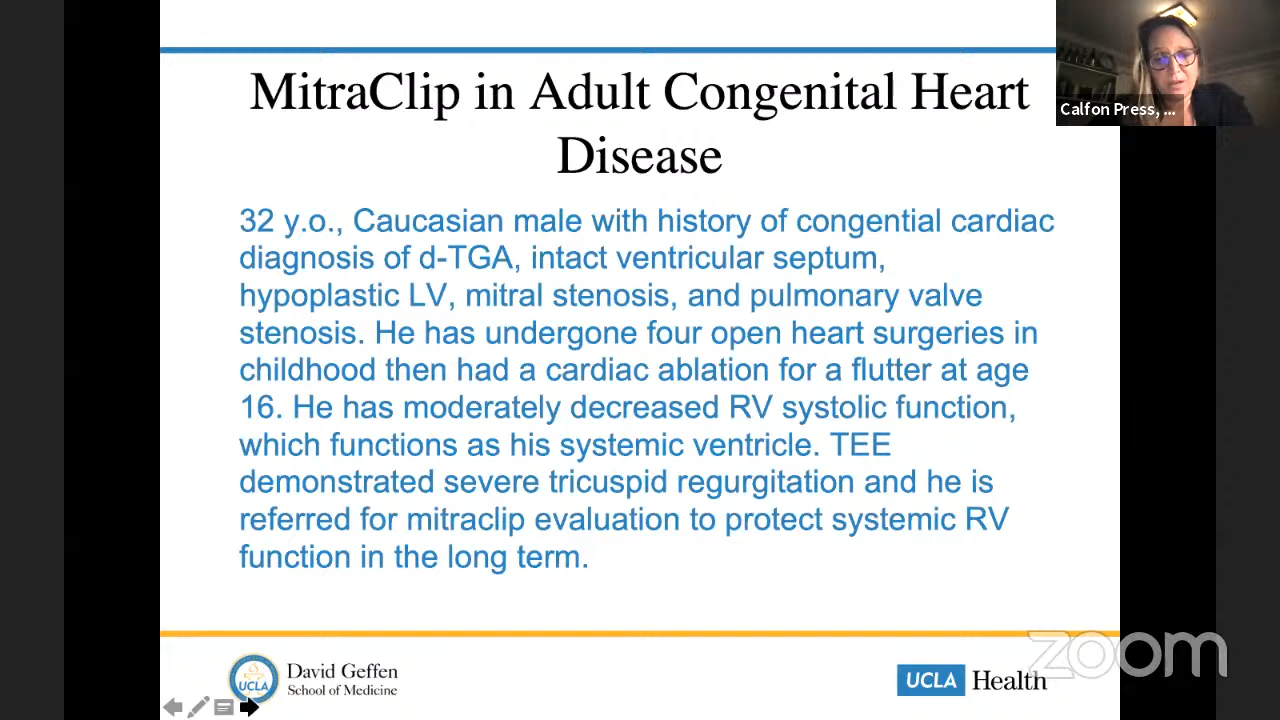 MitraClip in Adult Congenital Heart
Disease
Calfon Press, ...
32 y.o., Caucasian male with history of congential cardiac
diagnosis of d-TGA, intact ventricular septum,
hypoplastic LV, mitral stenosis, and pulmonary valve
stenosis. He has undergone four open heart surgeries in
childhood then had a cardiac ablation for a flutter at age
16. He has moderately decreased RV systolic function,
which functions as his systemic ventricle. TEE
demonstrated severe tricuspid regurgitation and he is
referred for mitraclip evaluation to protect systemic RV
function in the long term.
UCLA
David Geffen
School of Medicine
UCLA Health
zoom